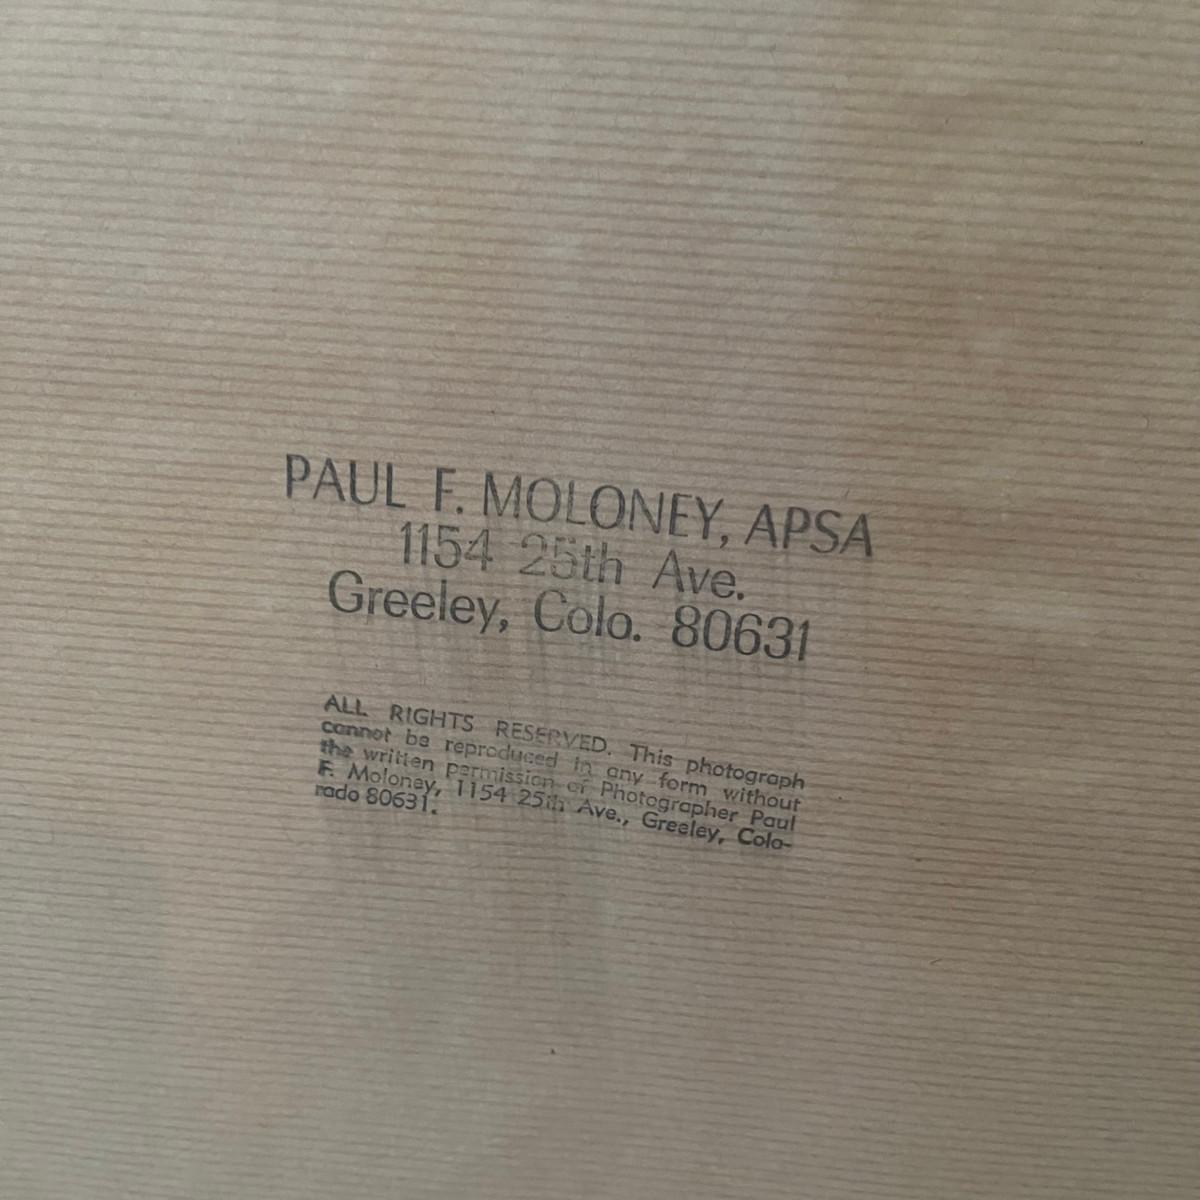 PAUL F. MOLONEY, APSA
1154 25th Ave.
Greeley, Colo. 80631
ALL RIGHTS RESERVED. This photograph
cannot be reproduced in any form without
the written permission of Photographer Paul
F. Moloney, 1154 25th Ave., Greeley, Colo-
rado 80631.